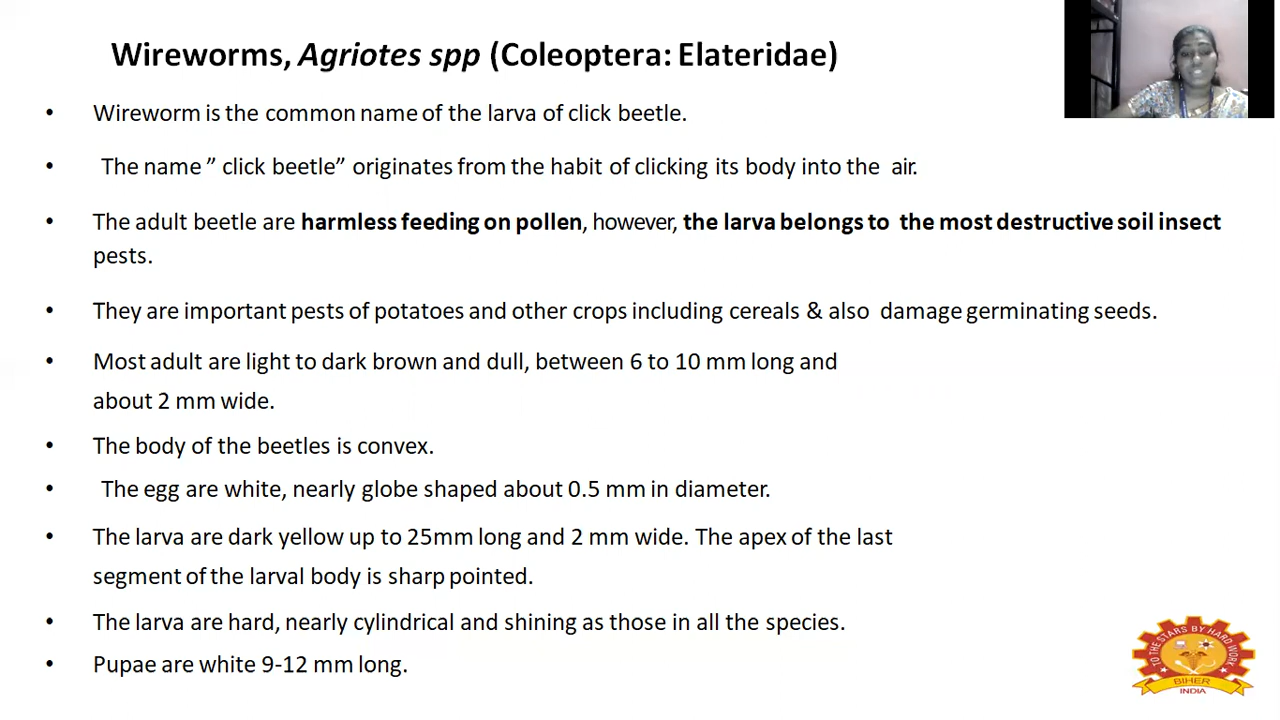 Wireworms, Agriotes spp (Coleoptera: Elateridae)
• Wireworm is the common name of the larva of click beetle.
• The name ” click beetle” originates from the habit of clicking its body into the air.
• The adult beetle are harmless feeding on pollen, however, the larva belongs to the most destructive soil insect
pests.
• They are important pests of potatoes and other crops including cereals & also damage germinating seeds.
• Most adult are light to dark brown and dull, between 6 to 10 mm long and
about 2 mm wide.
• The body of the beetles is convex.
• The egg are white, nearly globe shaped about 0.5 mm in diameter.
• The larva are dark yellow up to 25mm long and 2 mm wide. The apex of the last
segment of the larval body is sharp pointed.
• The larva are hard, nearly cylindrical and shining as those in all the species.
• Pupae are white 9-12 mm long.
TO THE STARS BY HARD WORK
BIHER
INDIA